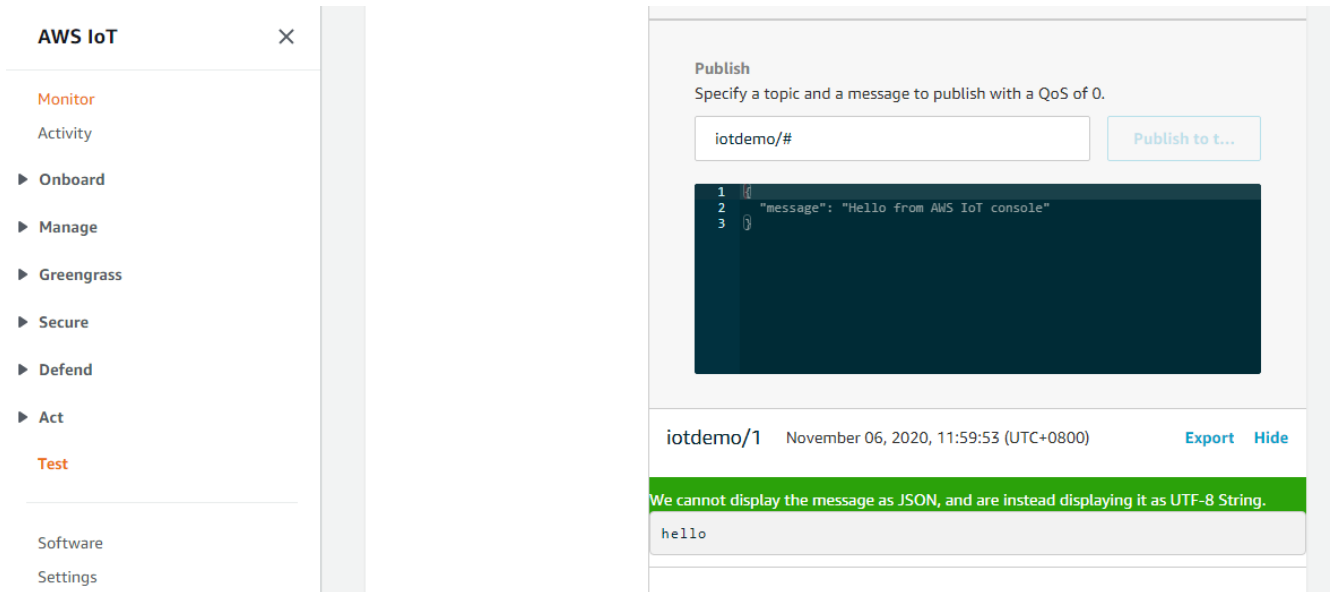 AWS IoT
Monitor
Activity
Onboard
Manage
Greengrass
Secure
Defend
Act
Test
Software
Settings
Publish
Specify a topic and a message to publish with a QoS of 0.
iotdemo/#
Publish to t...
1 {
2 "message": "Hello from AWS IoT console"
3 }
iotdemo/1 November 06, 2020, 11:59:53 (UTC+0800) Export Hide
We cannot display the message as JSON, and are instead displaying it as UTF-8 String.
hello